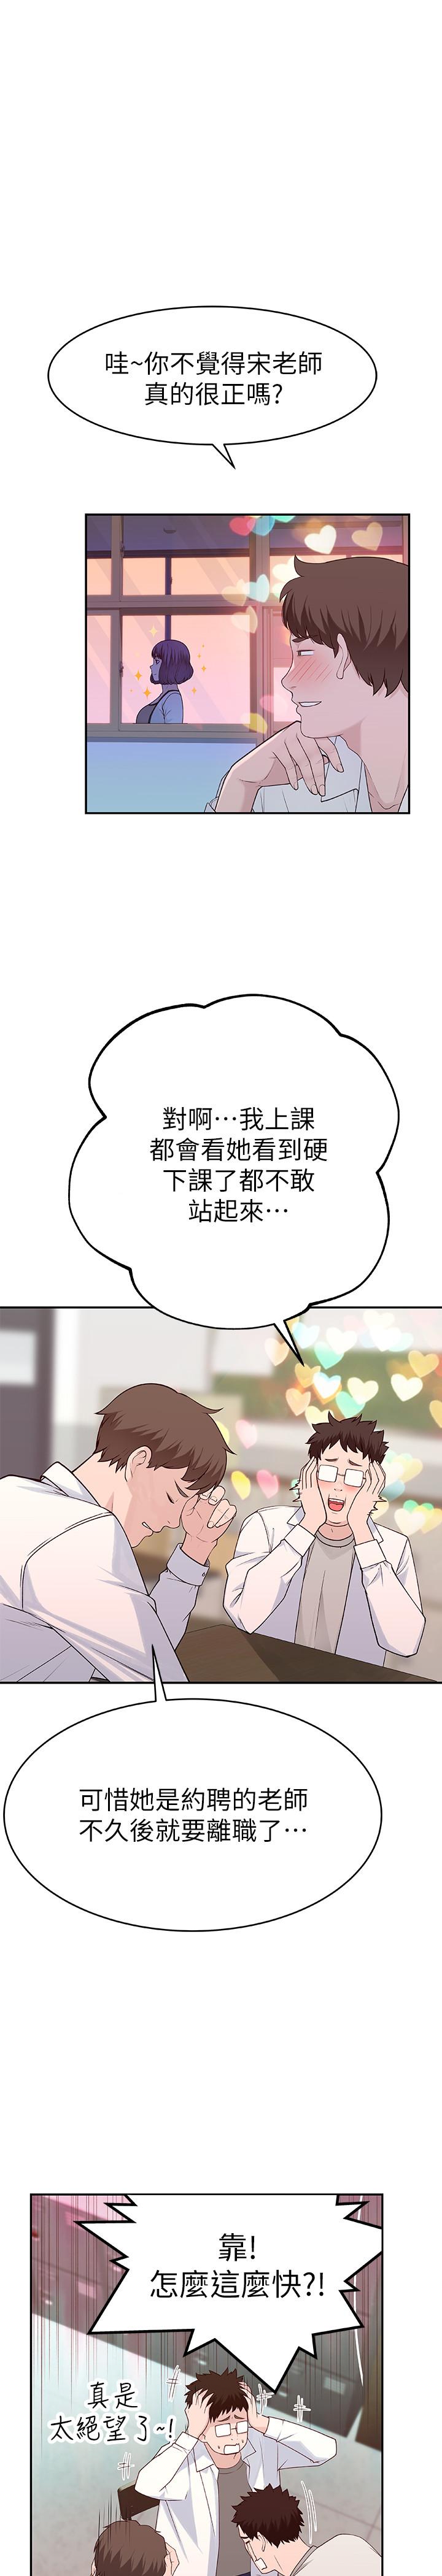 哇~你不覺得宋老師
真的很正嗎?
對啊⋯我上課
都會看她看到硬
下課了都不敢
站起來⋯
可惜她是約聘的老師
不久後就要離職了⋯
靠!
怎麼這麼快?!
真是
太絕望了~!